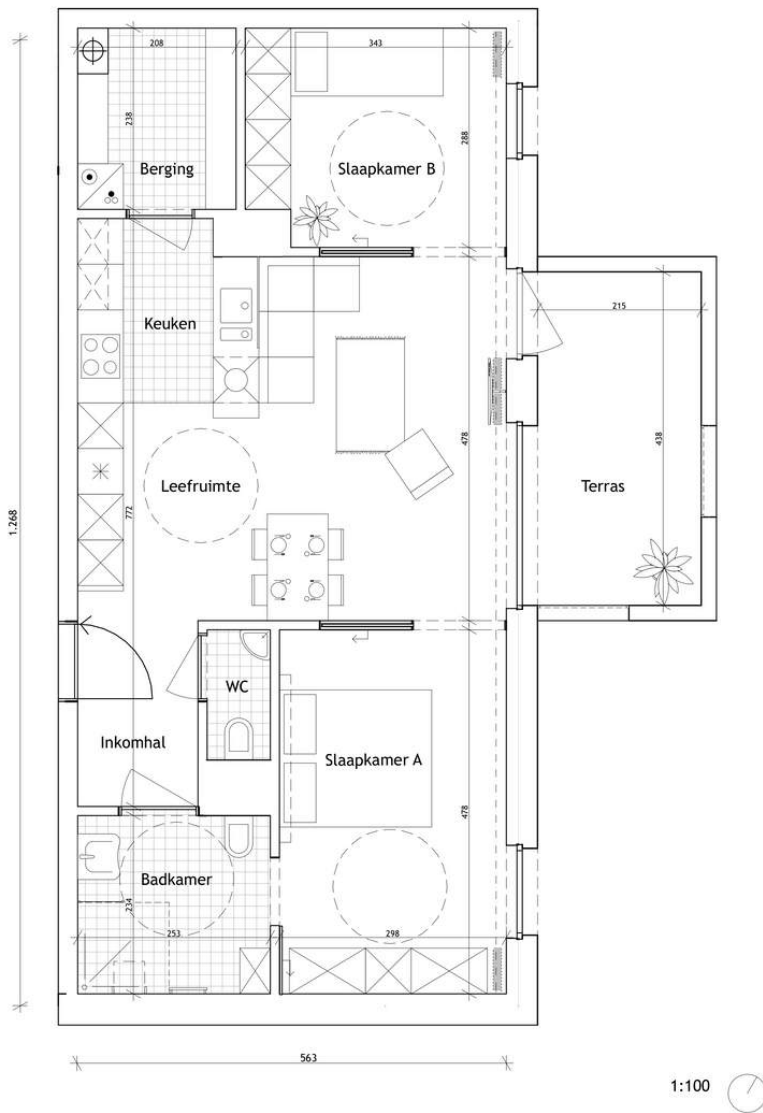 208
343
238
288
Berging
Slaapkamer B
Keuken
215
478
438
Leefruimte
Terras
1.268
772
WC
Inkomhal
Slaapkamer A
478
Badkamer
234
253
298
563
1:100